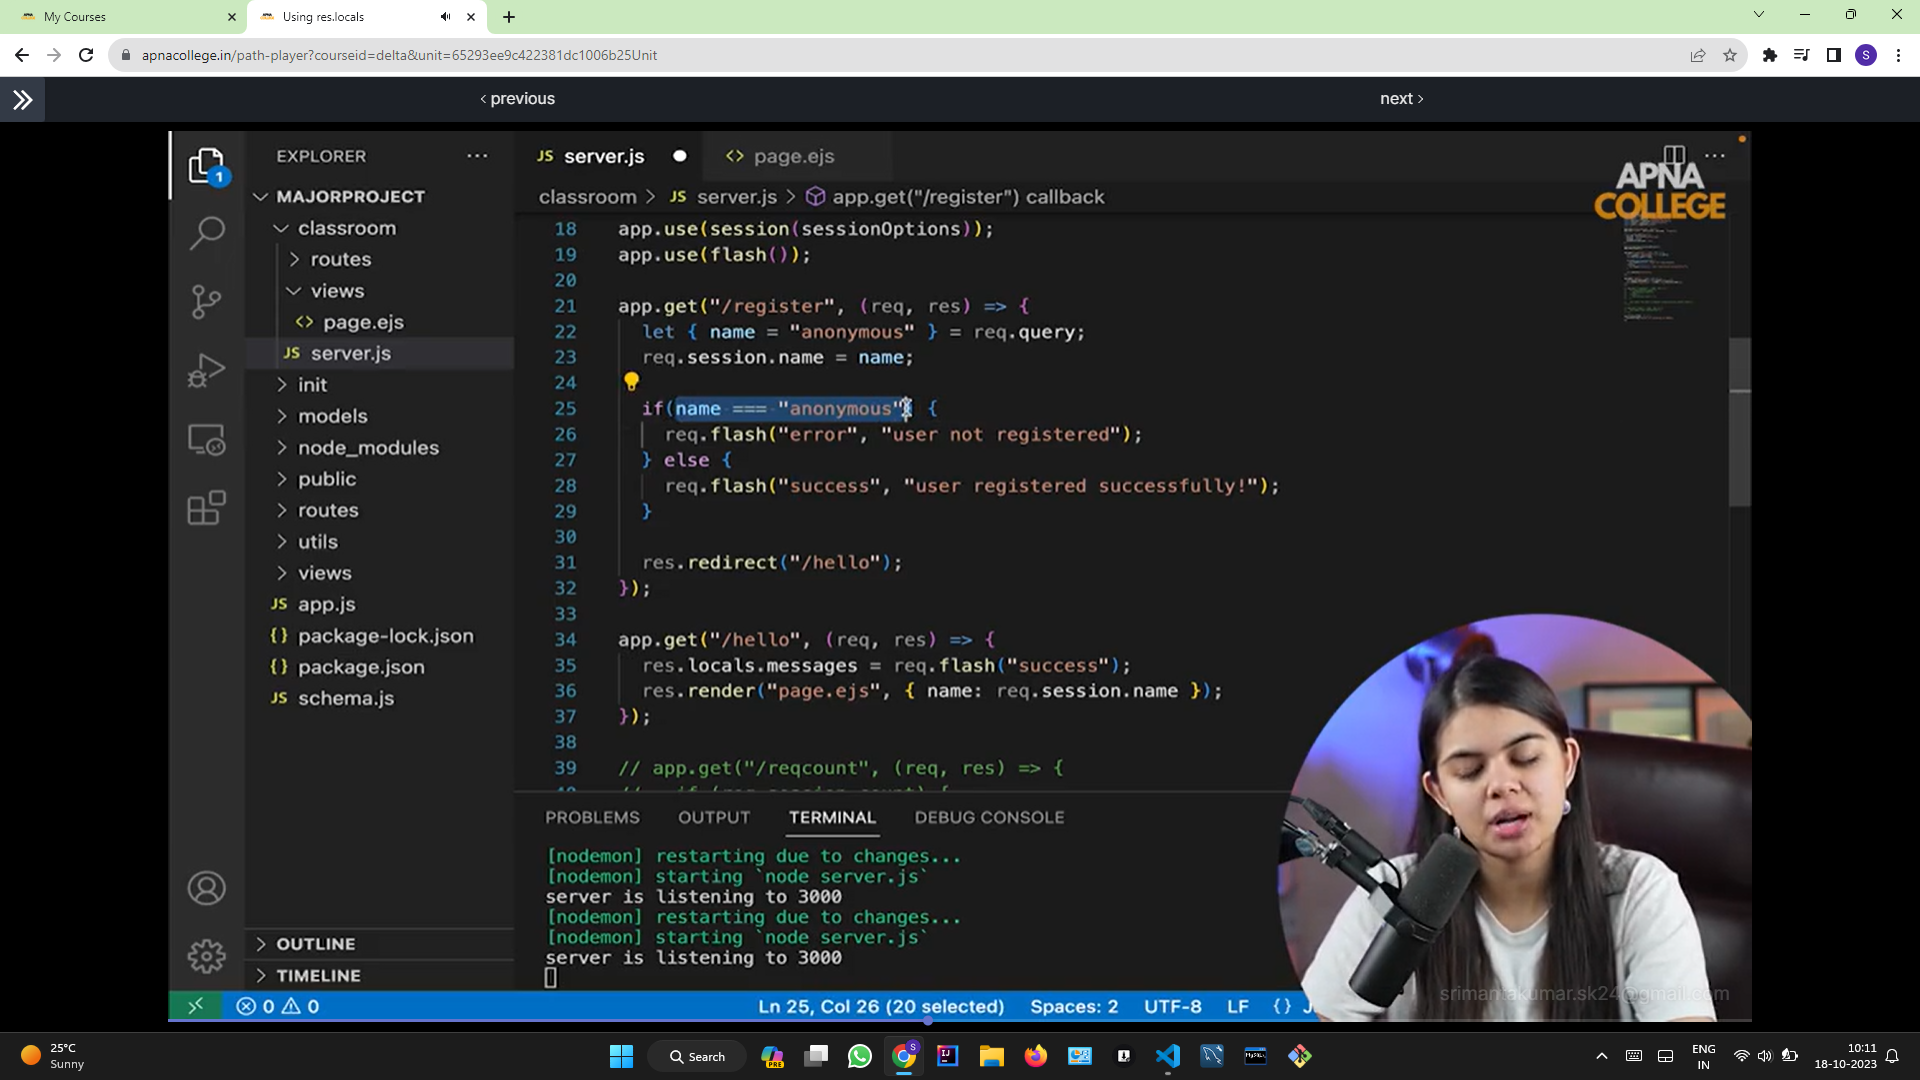 My Courses
Using res.locals
apnacollege.in/path-player?courseid=delta&unit=65293ee9c422381dc1006b25Unit
S
‹ previous
next ›
1
EXPLORER
MAJORPROJECT
classroom
routes
views
page.ejs
JS server.js
init
models
node_modules
public
routes
utils
views
JS app.js
{} package-lock.json
{} package.json
JS schema.js
OUTLINE
TIMELINE
JS server.js
page.ejs
APNA
COLLEGE
classroom > JS server.js > app.get("/register") callback
18 app.use(session(sessionOptions));
19 app.use(flash());
20
21 app.get("/register", (req, res) => {
22 let { name = "anonymous" } = req.query;
23 req.session.name = name;
24
25 if(name === "anonymous") {
26 req.flash("error", "user not registered");
27 } else {
28 req.flash("success", "user registered successfully!");
29 }
30
31 res.redirect("/hello");
32 });
33
34 app.get("/hello", (req, res) => {
35 res.locals.messages = req.flash("success");
36 res.render("page.ejs", { name: req.session.name });
37 });
38
39 // app.get("/reqcount", (req, res) => {
PROBLEMS OUTPUT TERMINAL DEBUG CONSOLE
[nodemon] restarting due to changes...
[nodemon] starting `node server.js`
server is listening to 3000
[nodemon] restarting due to changes...
[nodemon] starting `node server.js`
server is listening to 3000
srimantakumar.sk24@gmail.com
0 0
Ln 25, Col 26 (20 selected) Spaces: 2 UTF-8 LF {}
25°C
Sunny
Search
PRE
S
ENG
IN
10:11
18-10-2023